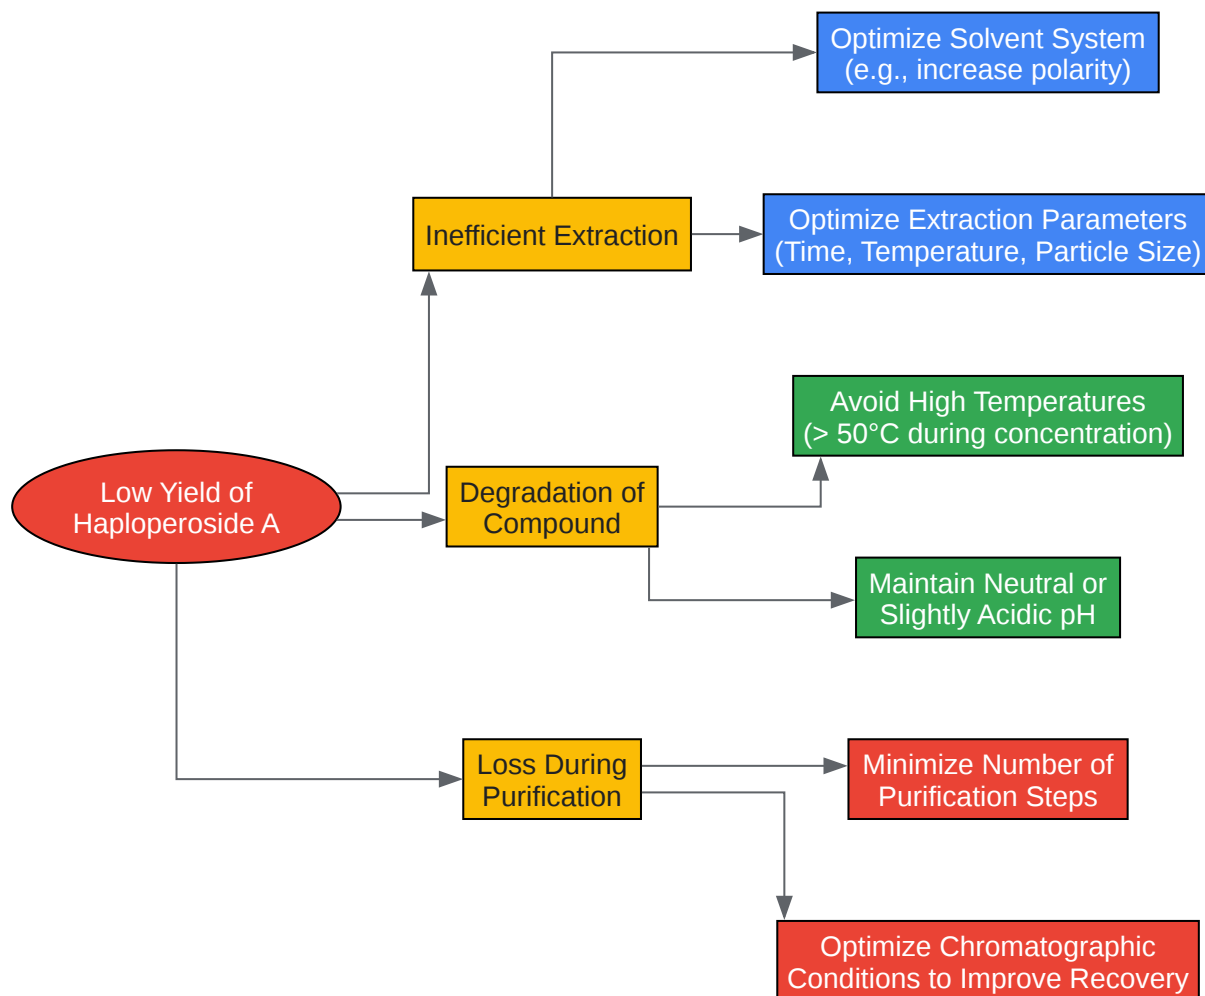 Optimize Solvent System
(e.g., increase polarity)
Inefficient Extraction
Optimize Extraction Parameters
(Time, Temperature, Particle Size)
Avoid High Temperatures
(> 50°C during concentration)
Low Yield of
Haploperoside A
Degradation of
Compound
Maintain Neutral or
Slightly Acidic pH
Loss During
Purification
Minimize Number of
Purification Steps
Optimize Chromatographic
Conditions to Improve Recovery